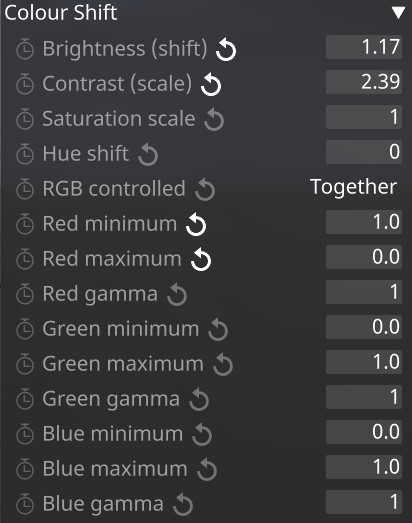 Colour Shift
Brightness (shift) 1.17
Contrast (scale) 2.39
Saturation scale 1
Hue shift 0
RGB controlled Together
Red minimum 1.0
Red maximum 0.0
Red gamma 1
Green minimum 0.0
Green maximum 1.0
Green gamma 1
Blue minimum 0.0
Blue maximum 1.0
Blue gamma 1